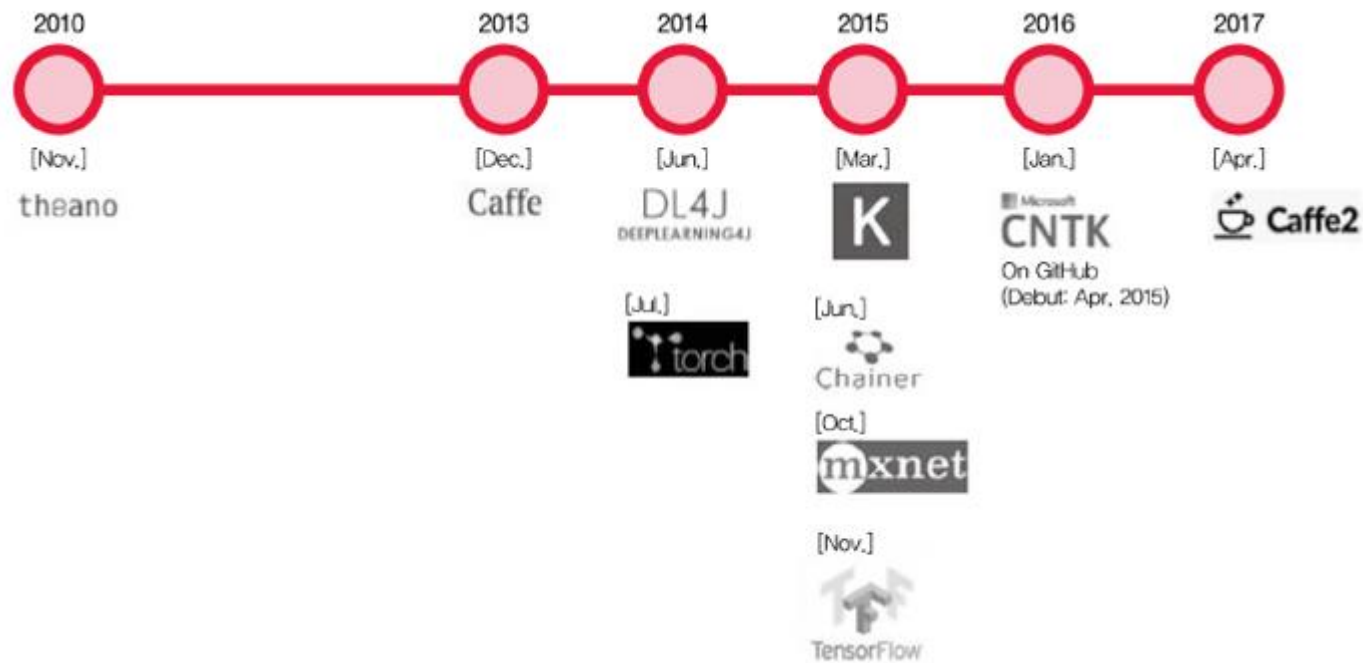 2010
2013
2014
2015
2016
2017
[Nov.]
[Dec.]
[Jun.]
[Mar.]
[Jan.]
[Apr.]
theano
Caffe
DL4J
DEEPLEARNING4J
K
Microsoft
CNTK
On GitHub
(Debut: Apr. 2015)
Caffe2
[Jul.]
torch
[Jun.]
Chainer
[Oct.]
mxnet
[Nov.]
TF
TensorFlow